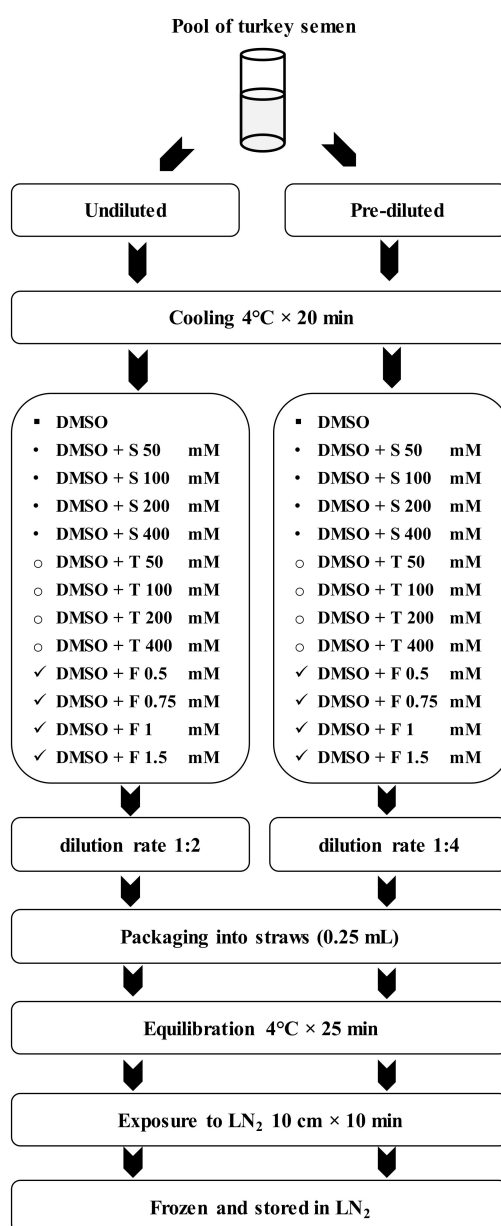 Pool of turkey semen
Undiluted
Pre-diluted
Cooling 4°C × 20 min
▪ DMSO
• DMSO + S 50 mM
• DMSO + S 100 mM
• DMSO + S 200 mM
• DMSO + S 400 mM
○ DMSO + T 50 mM
○ DMSO + T 100 mM
○ DMSO + T 200 mM
○ DMSO + T 400 mM
✓ DMSO + F 0.5 mM
✓ DMSO + F 0.75 mM
✓ DMSO + F 1 mM
✓ DMSO + F 1.5 mM
▪ DMSO
• DMSO + S 50 mM
• DMSO + S 100 mM
• DMSO + S 200 mM
• DMSO + S 400 mM
○ DMSO + T 50 mM
○ DMSO + T 100 mM
○ DMSO + T 200 mM
○ DMSO + T 400 mM
✓ DMSO + F 0.5 mM
✓ DMSO + F 0.75 mM
✓ DMSO + F 1 mM
✓ DMSO + F 1.5 mM
dilution rate 1:2
dilution rate 1:4
Packaging into straws (0.25 mL)
Equilibration 4°C × 25 min
Exposure to LN₂ 10 cm × 10 min
Frozen and stored in LN₂